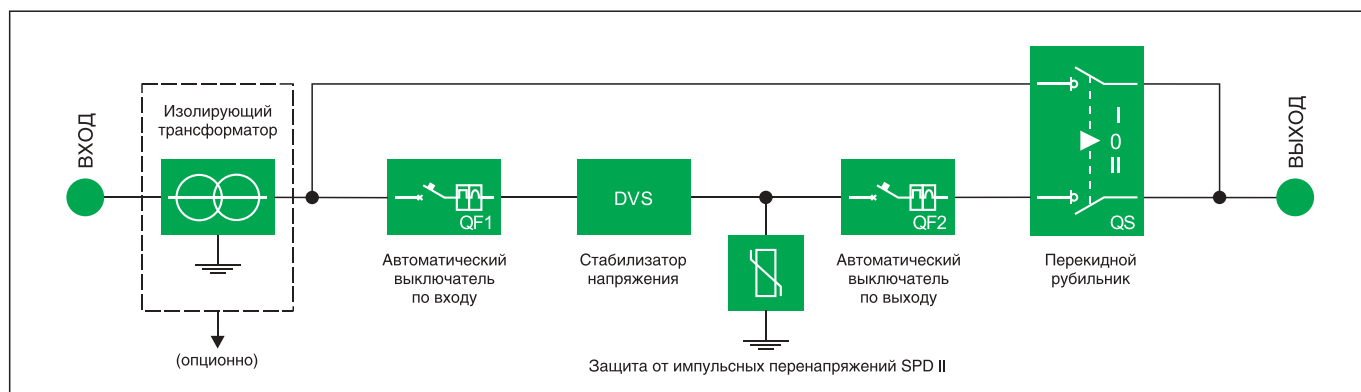 ВХОД
Изолирующий
трансформатор
(опционно)
QF1
Автоматический
выключатель
по входу
DVS
Стабилизатор
напряжения
Защита от импульсных перенапряжений SPD II
QF2
Автоматический
выключатель
по выходу
I
0
II
QS
Перекидной
рубильник
ВЫХОД